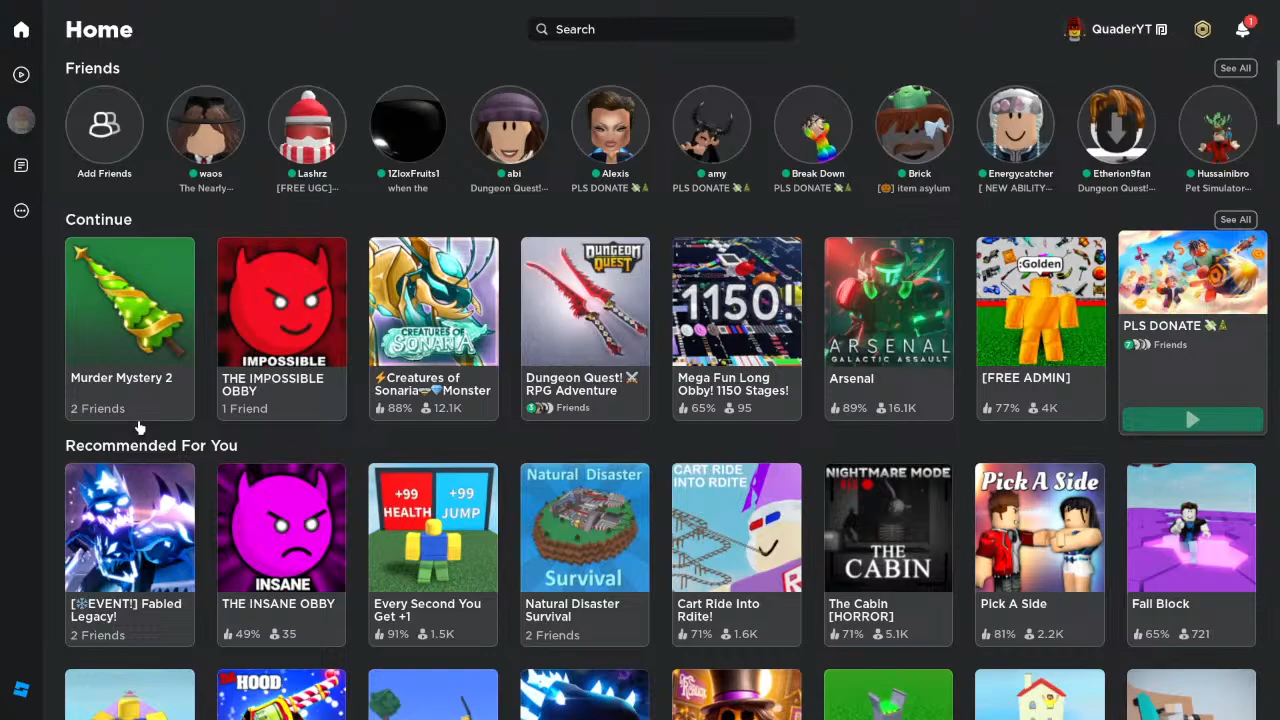 Home
Search
QuaderYT
1
Friends
See All
Add Friends
waos
The Nearly...
Lashrz
[FREE UGC]...
1ZloxFruits1
when the
abi
Dungeon Quest!...
Alexis
PLS DONATE 💸🎄
amy
PLS DONATE 💸🎄
Break Down
PLS DONATE 💸🎄
Brick
[🎃] item asylum
Energycatcher
[ NEW ABILITY...
Etherion9fan
Dungeon Quest!...
Hussainibro
Pet Simulator...
Continue
See All
Murder Mystery 2
2 Friends
IMPOSSIBLE
THE IMPOSSIBLE
OBBY
1 Friend
CREATURES OF
SONARIA
⚡Creatures of
Sonaria🪽💎Monster
88% 12.1K
DUNGEON
QUEST
Dungeon Quest! ⚔️
RPG Adventure
3 Friends
1150!
Mega Fun Long
Obby! 1150 Stages!
65% 95
ARSENAL
GALACTIC ASSAULT
Arsenal
89% 16.1K
:Golden
[FREE ADMIN]
77% 4K
PLS DONATE 💸🎄
7 Friends
Recommended For You
[❄️EVENT!] Fabled
Legacy!
2 Friends
INSANE
THE INSANE OBBY
49% 35
+99
HEALTH
+99
JUMP
Every Second You
Get +1
91% 1.5K
Natural Disaster
Survival
Natural Disaster
Survival
2 Friends
CART RIDE
INTO RDITE!
Cart Ride Into
Rdite!
71% 1.6K
NIGHTMARE MODE
THE
CABIN
The Cabin
[HORROR]
71% 5.1K
Pick A Side
Pick A Side
81% 2.2K
Fall Block
65% 721
DA HOOD